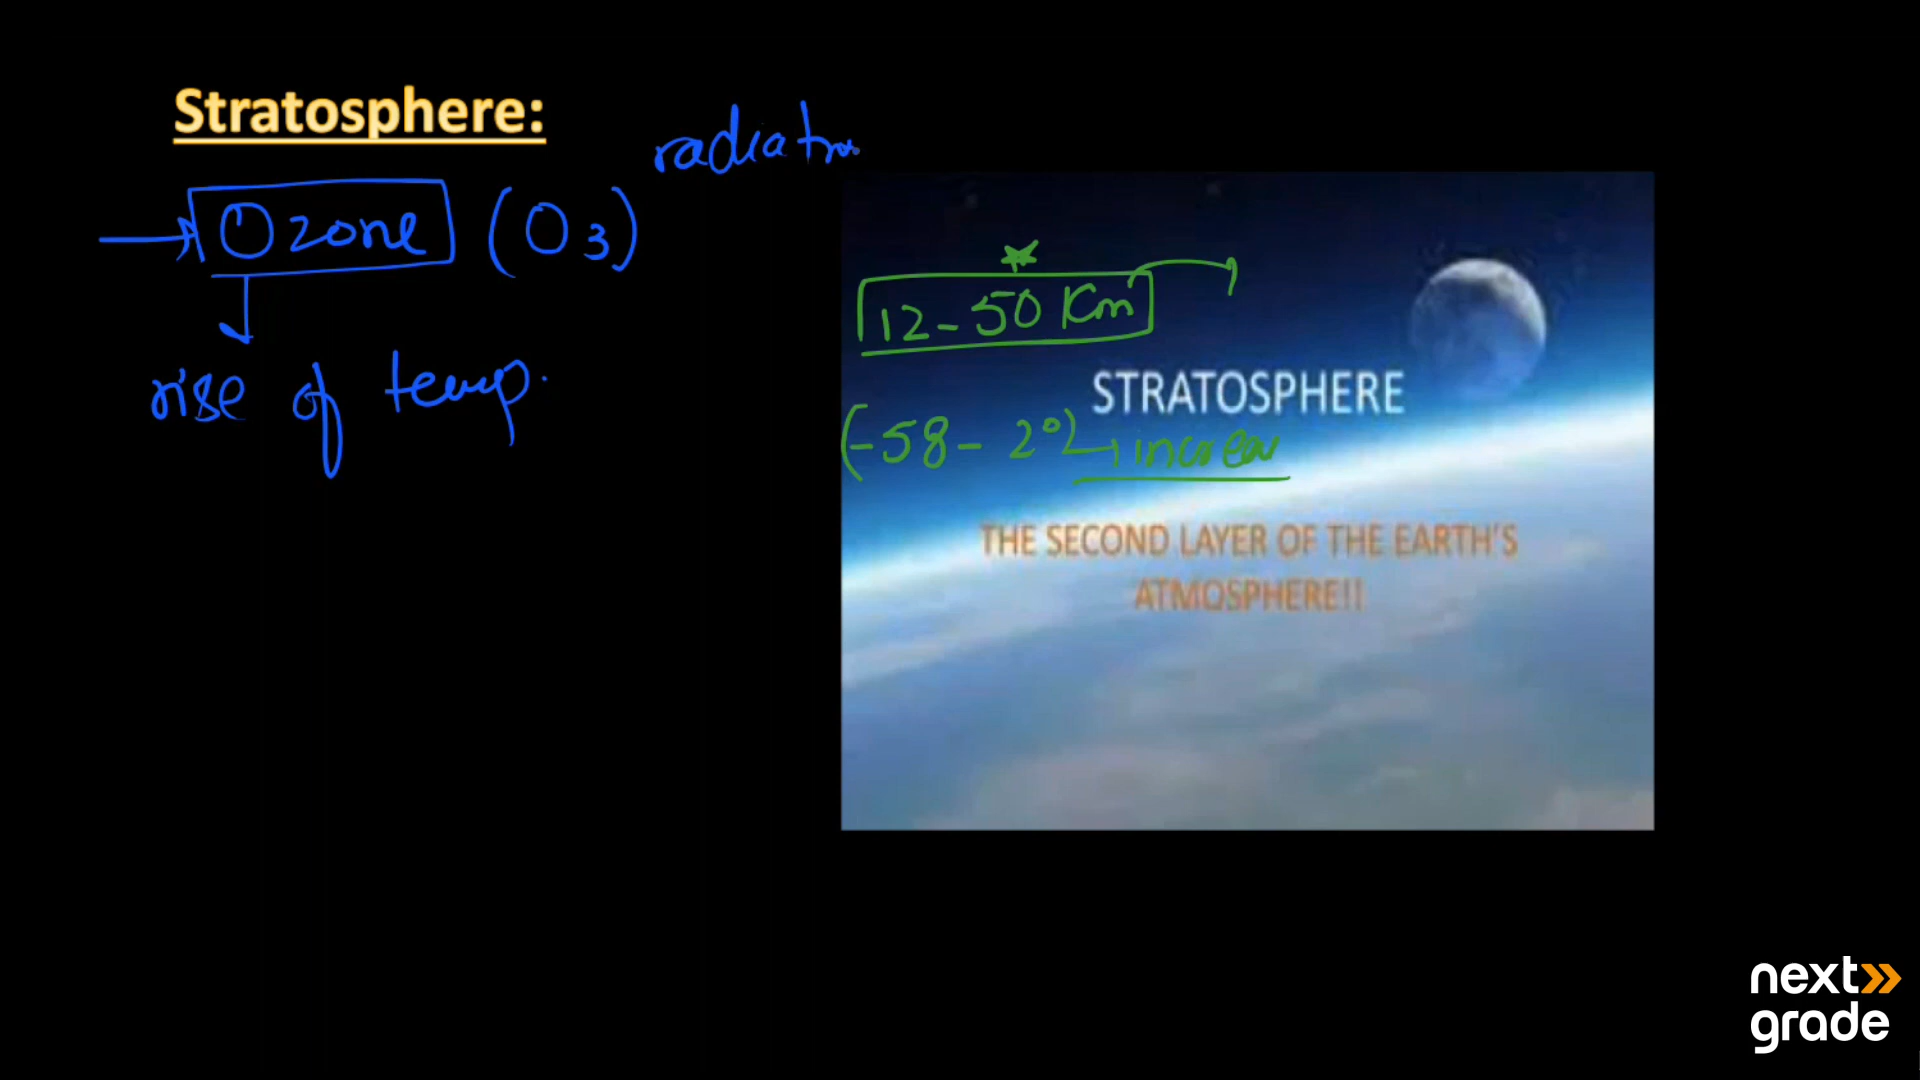 Stratosphere:
radiation
Ozone (O3)
rise of temp.
12-50 Km
STRATOSPHERE
(-58 - 2°) increa
THE SECOND LAYER OF THE EARTH'S
ATMOSPHERE!!
next
grade